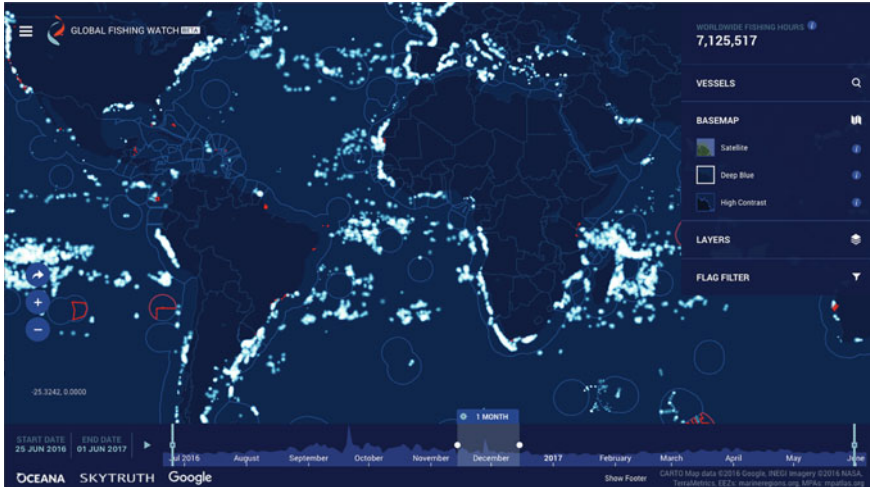 GLOBAL FISHING WATCH BETA
WORLDWIDE FISHING HOURS i
7,125,517
VESSELS
BASEMAP
Satellite i
Deep Blue i
High Contrast i
LAYERS
FLAG FILTER
+
−
-25.3242, 0.0000
1 MONTH
START DATE
25 JUN 2016
END DATE
01 JUN 2017
Jul 2016 August September October November December 2017 February March April May June
OCEANA SKYTRUTH Google
Show Footer
CARTO Map data ©2016 Google, INEGI Imagery ©2016 NASA,
TerraMetrics, EEZs: marineregions.org, MPAs: mpatlas.org